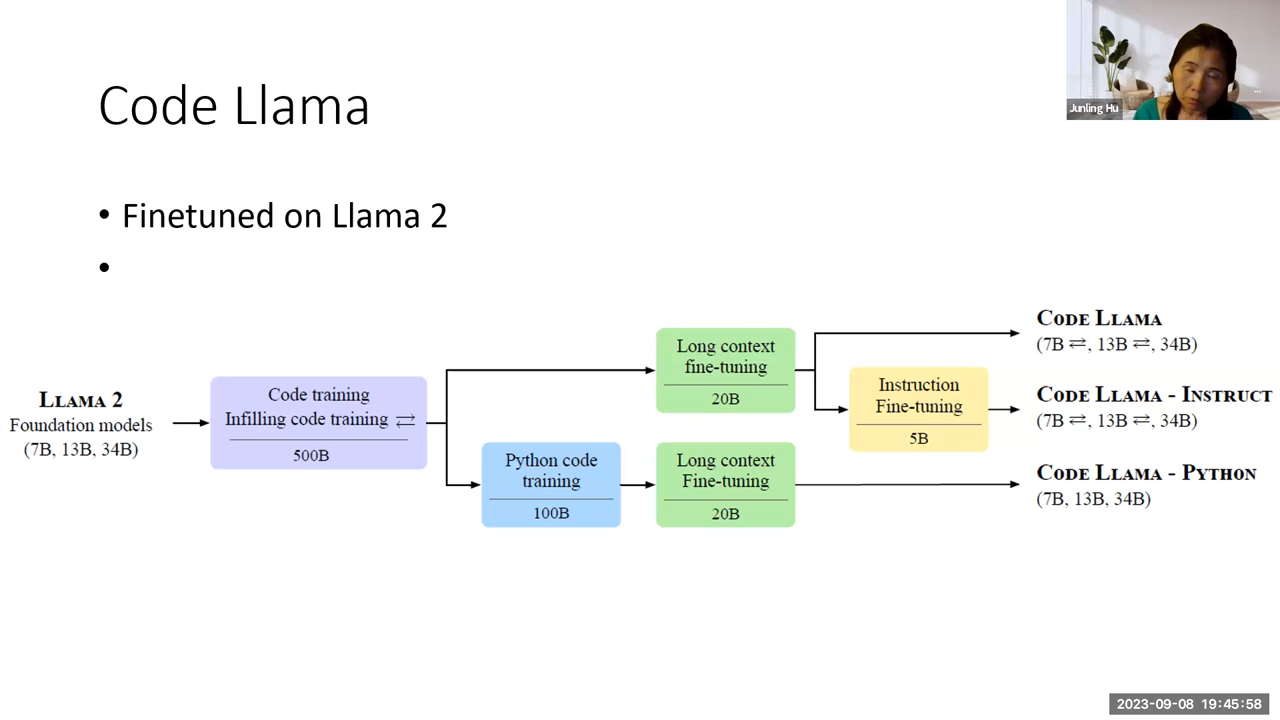 Code Llama
Junling Hu
• Finetuned on Llama 2
•
LLAMA 2
Foundation models
(7B, 13B, 34B)
Code training
Infilling code training ⇄
500B
Python code
training
100B
Long context
fine-tuning
20B
Long context
Fine-tuning
20B
Instruction
Fine-tuning
5B
CODE LLAMA
(7B ⇄, 13B ⇄, 34B)
CODE LLAMA - INSTRUCT
(7B ⇄, 13B ⇄, 34B)
CODE LLAMA - PYTHON
(7B, 13B, 34B)
2023-09-08 19:45:58